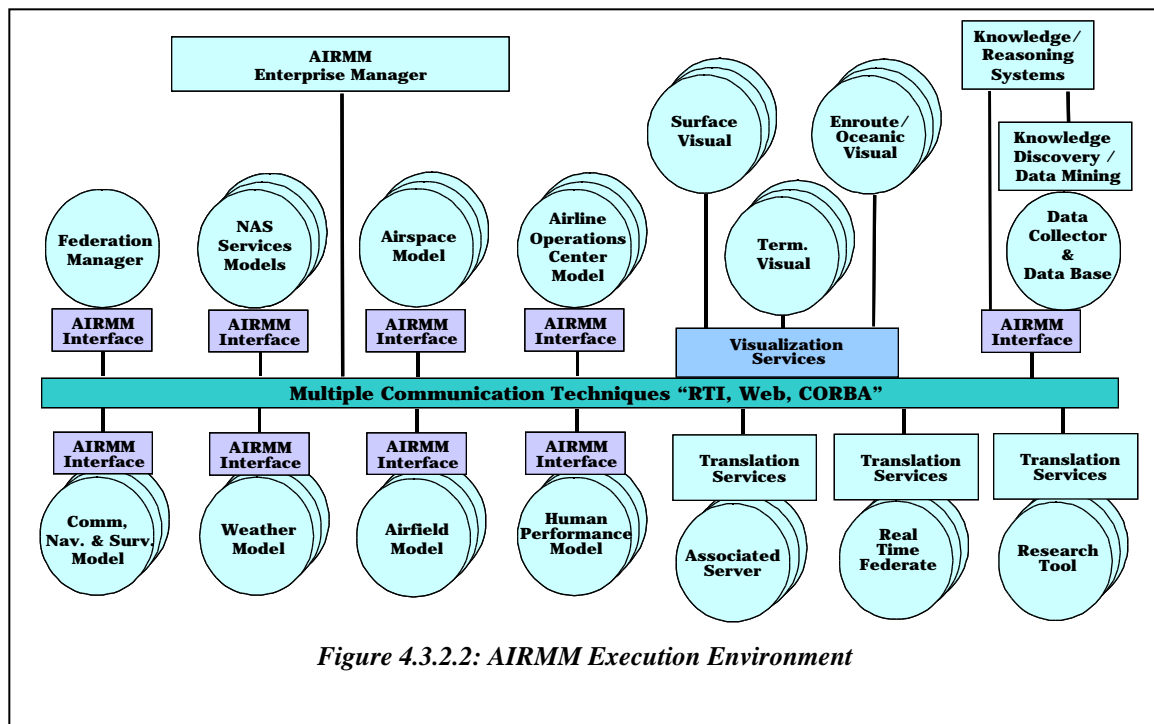 AIRMM
Enterprise Manager
Knowledge/
Reasoning
Systems
Surface
Visual
Enroute/
Oceanic
Visual
Knowledge
Discovery /
Data Mining
Federation
Manager
NAS
Services
Models
Airspace
Model
Airline
Operations
Center
Model
Term.
Visual
Data
Collector
&
Data Base
AIRMM
Interface
AIRMM
Interface
AIRMM
Interface
AIRMM
Interface
Visualization
Services
AIRMM
Interface
Multiple Communication Techniques “RTI, Web, CORBA”
AIRMM
Interface
AIRMM
Interface
AIRMM
Interface
AIRMM
Interface
Translation
Services
Translation
Services
Translation
Services
Comm,
Nav. & Surv.
Model
Weather
Model
Airfield
Model
Human
Performance
Model
Associated
Server
Real
Time
Federate
Research
Tool
Figure 4.3.2.2: AIRMM Execution Environment